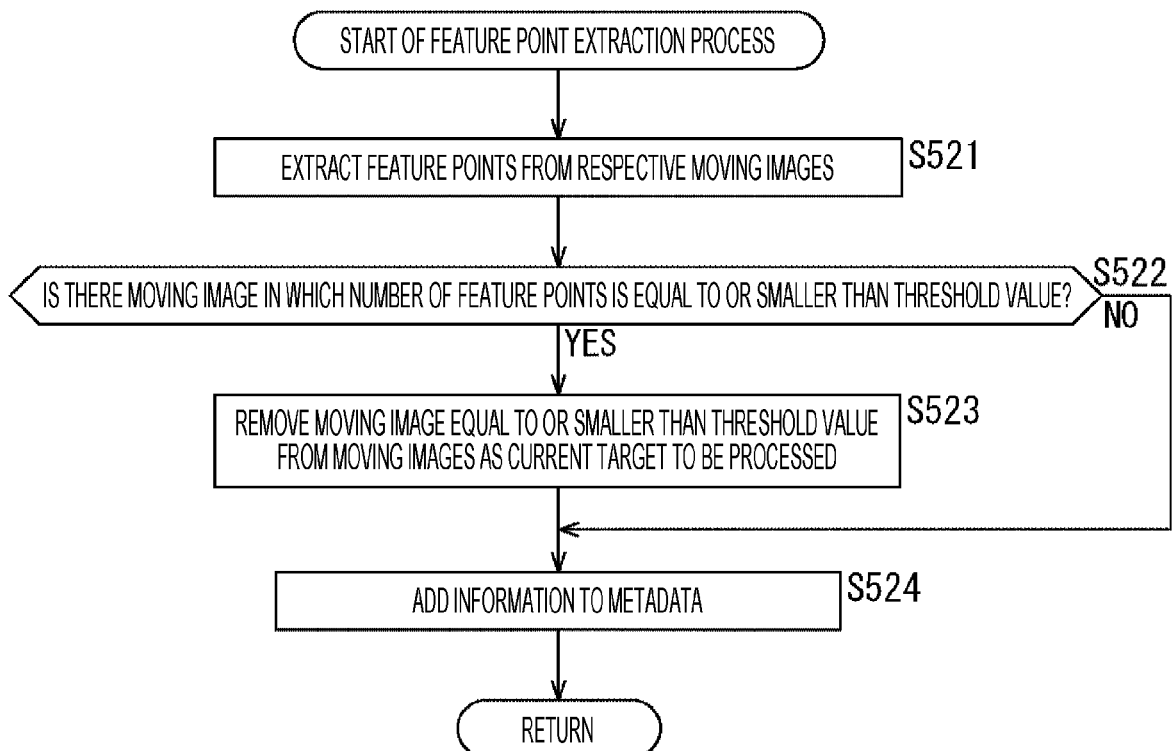 START OF FEATURE POINT EXTRACTION PROCESS
EXTRACT FEATURE POINTS FROM RESPECTIVE MOVING IMAGES
S521
IS THERE MOVING IMAGE IN WHICH NUMBER OF FEATURE POINTS IS EQUAL TO OR SMALLER THAN THRESHOLD VALUE?
S522
NO
YES
REMOVE MOVING IMAGE EQUAL TO OR SMALLER THAN THRESHOLD VALUE
FROM MOVING IMAGES AS CURRENT TARGET TO BE PROCESSED
S523
ADD INFORMATION TO METADATA
S524
RETURN